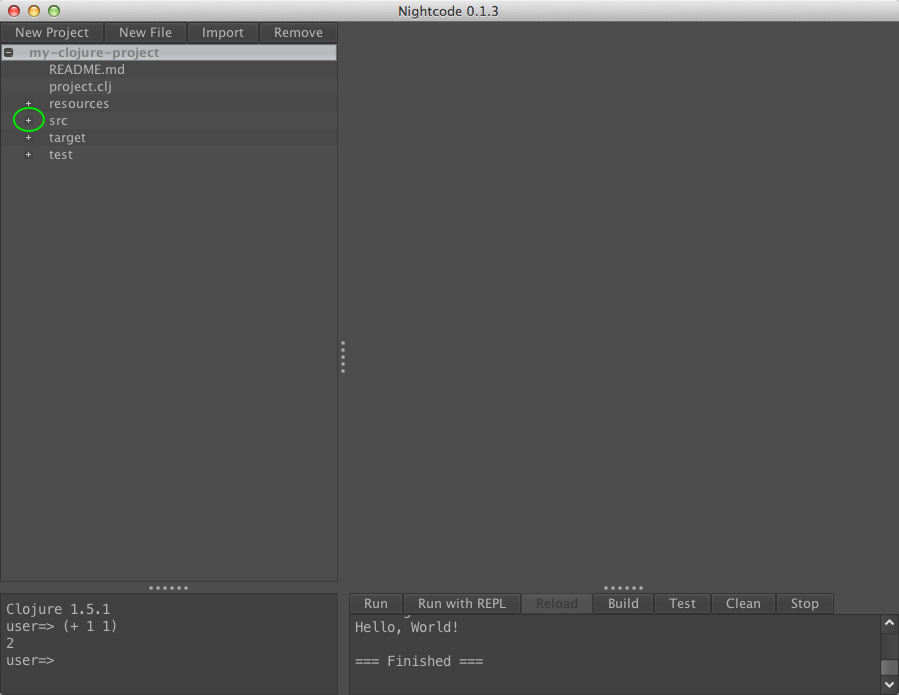 Nightcode 0.1.3
New Project New File Import Remove
my-clojure-project
README.md
project.clj
resources
src
target
test
Clojure 1.5.1
user=> (+ 1 1)
2
user=>
Run Run with REPL Reload Build Test Clean Stop
Hello, World!
=== Finished ===